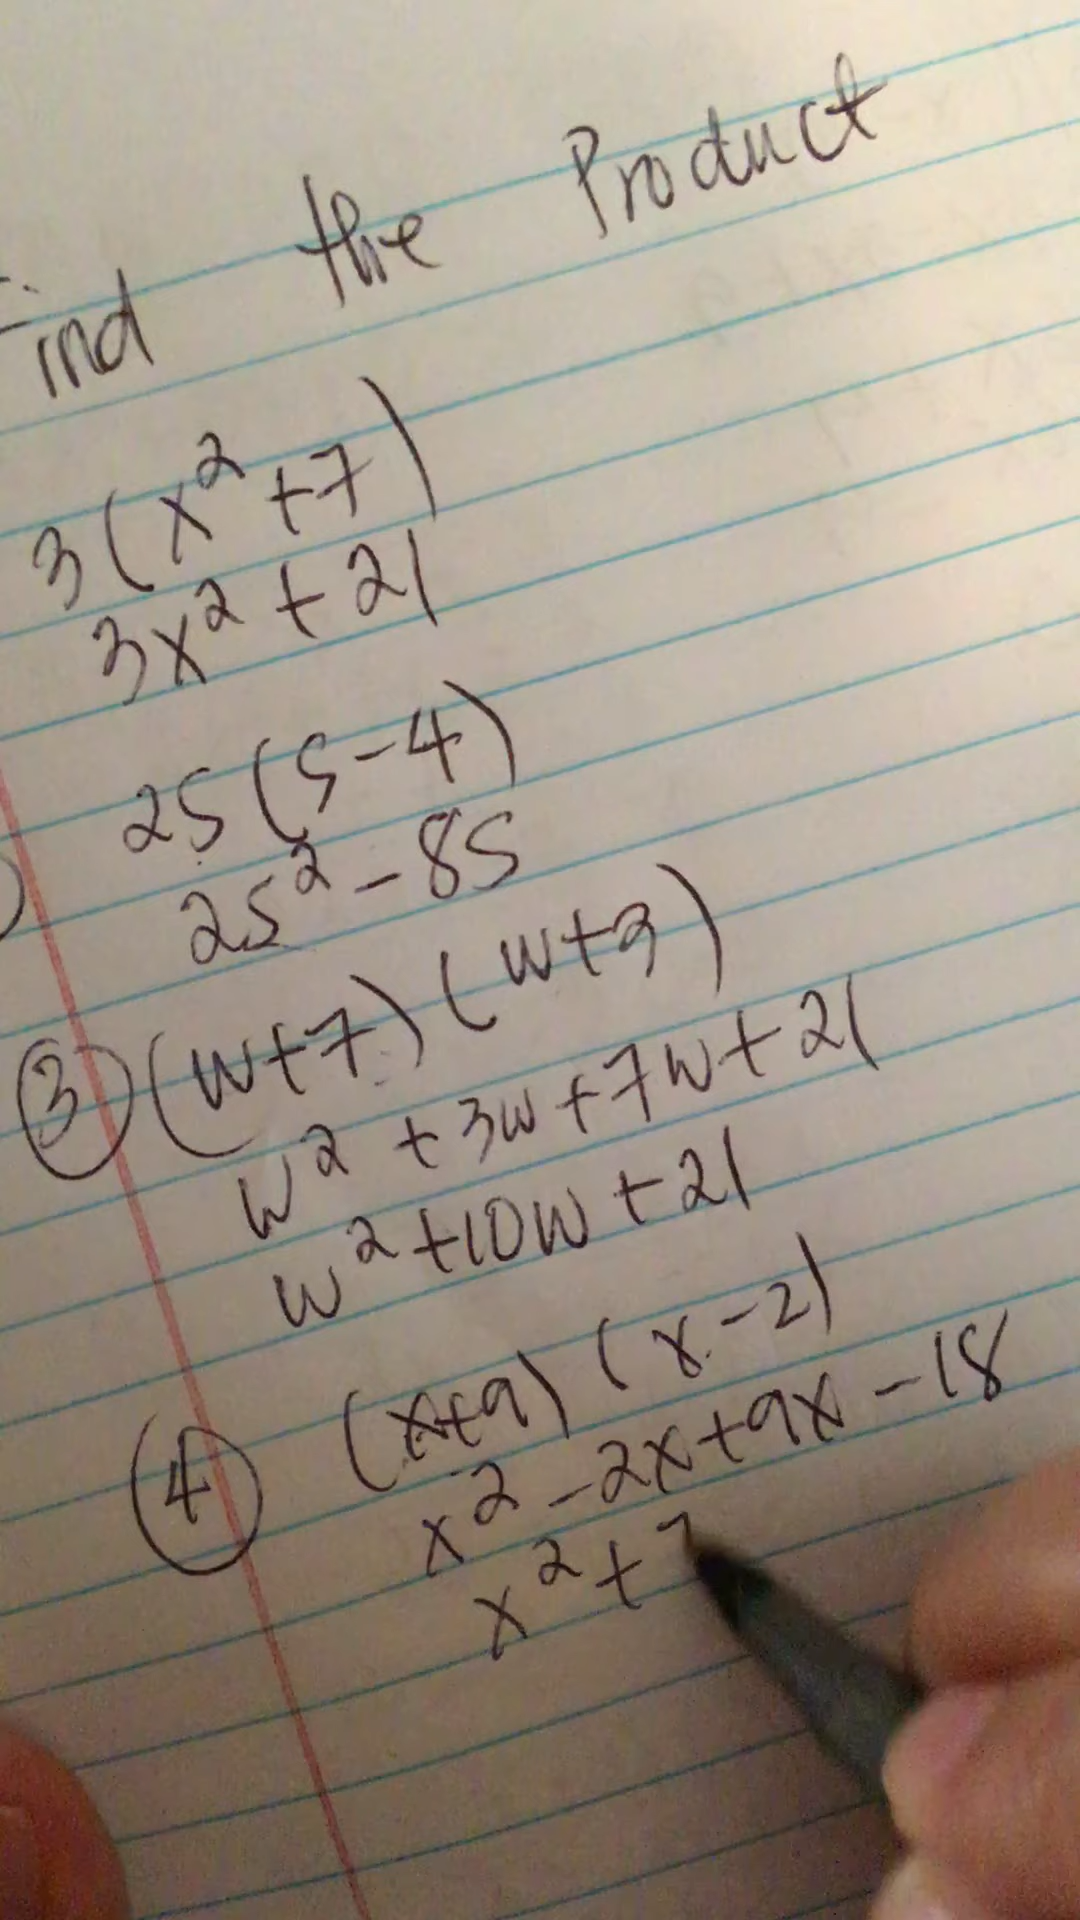 Find the Product
3(x² + 7)
3x² + 21
2s(s - 4)
2s² - 8s
③ (w+7)(w+3)
w² + 3w + 7w + 21
w² + 10w + 21
④ (x+9)(x-2)
x² - 2x + 9x - 18
x² + 7